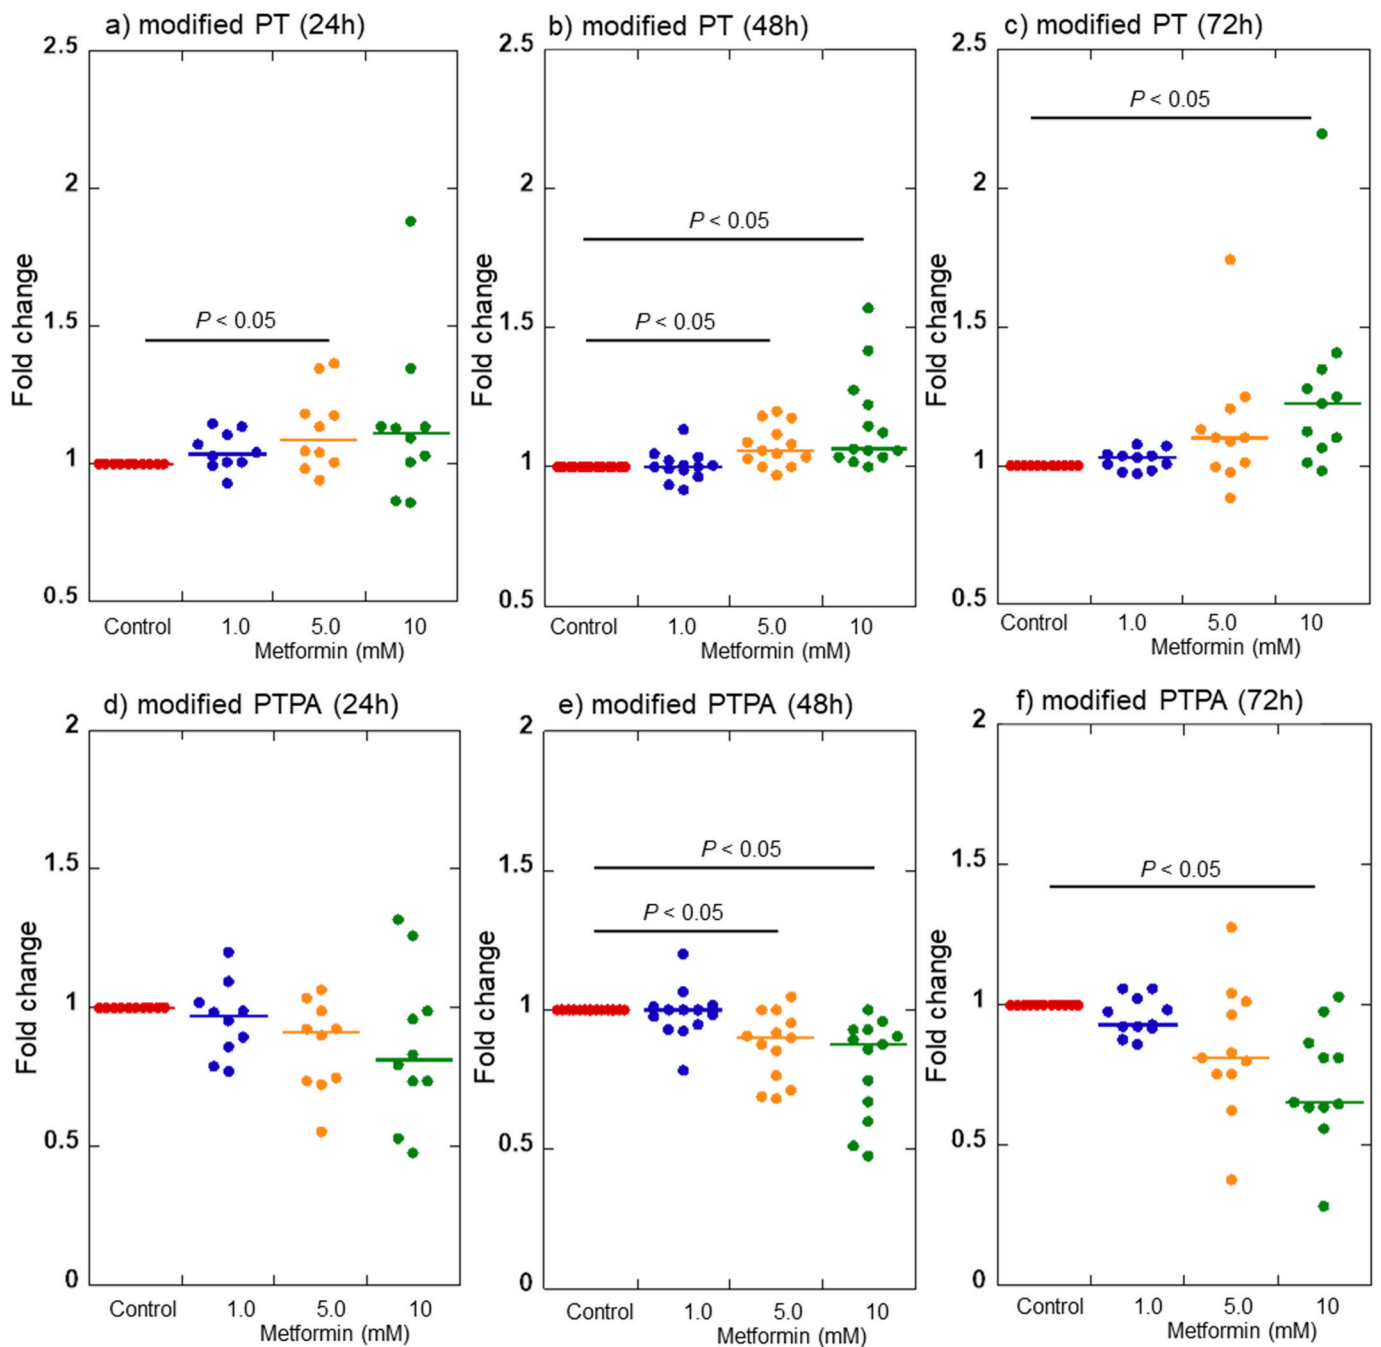 a) modified PT (24h)
2.5
2
1.5
1
0.5
Fold change
P < 0.05
Control 1.0 5.0 10
Metformin (mM)
b) modified PT (48h)
2.5
2
1.5
1
0.5
Fold change
P < 0.05
P < 0.05
Control 1.0 5.0 10
Metformin (mM)
c) modified PT (72h)
2.5
2
1.5
1
0.5
Fold change
P < 0.05
Control 1.0 5.0 10
Metformin (mM)
d) modified PTPA (24h)
2
1.5
1
0.5
0
Fold change
Control 1.0 5.0 10
Metformin (mM)
e) modified PTPA (48h)
2
1.5
1
0.5
0
Fold change
P < 0.05
P < 0.05
Control 1.0 5.0 10
Metformin (mM)
f) modified PTPA (72h)
2
1.5
1
0.5
0
Fold change
P < 0.05
Control 1.0 5.0 10
Metformin (mM)